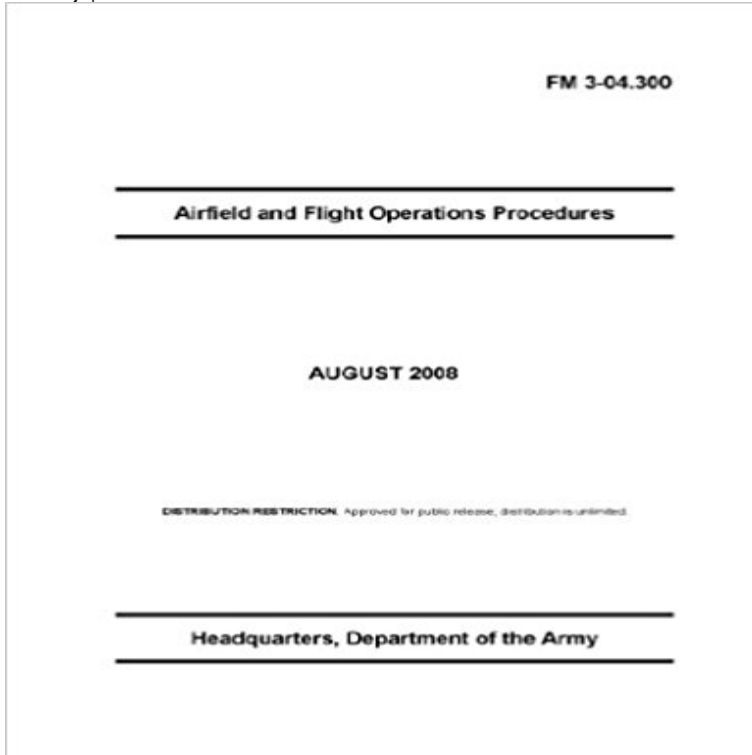 FM 3-04.300
Airfield and Flight Operations Procedures
AUGUST 2008
DISTRIBUTION RESTRICTION. Approved for public release; distribution is unlimited.
Headquarters, Department of the Army